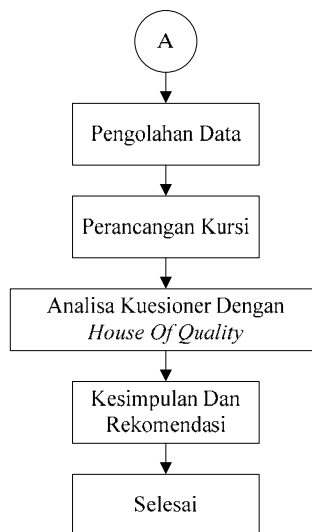 A
Pengolahan Data
Perancangan Kursi
Analisa Kuesioner Dengan
House Of Quality
Kesimpulan Dan
Rekomendasi
Selesai